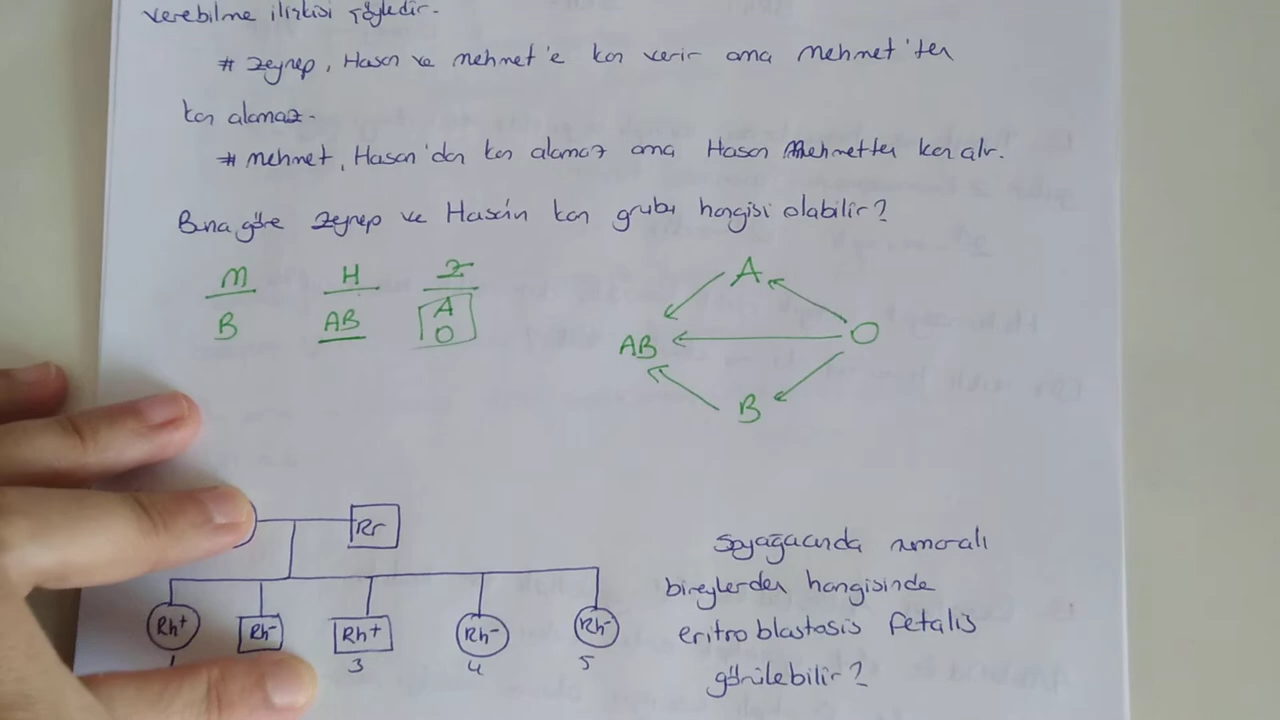 verebilme ilişkisi şöyledir.
# Zeynep, Hasan ve Mehmet'e kan verir ama Mehmet'ten
kan alamaz.
# Mehmet, Hasan'dan kan alamaz ama Hasan Mehmetten kan alır.
Buna göre Zeynep ve Hasan'ın kan grubu hangisi olabilir?
M H Z
B AB A
O
A
AB O
B
Rr
Rh+ Rh- Rh+ Rh- Rh-
1 3 4 5
Soyağacında numaralı
bireylerden hangisinde
eritroblastosis fetalis
görülebilir?